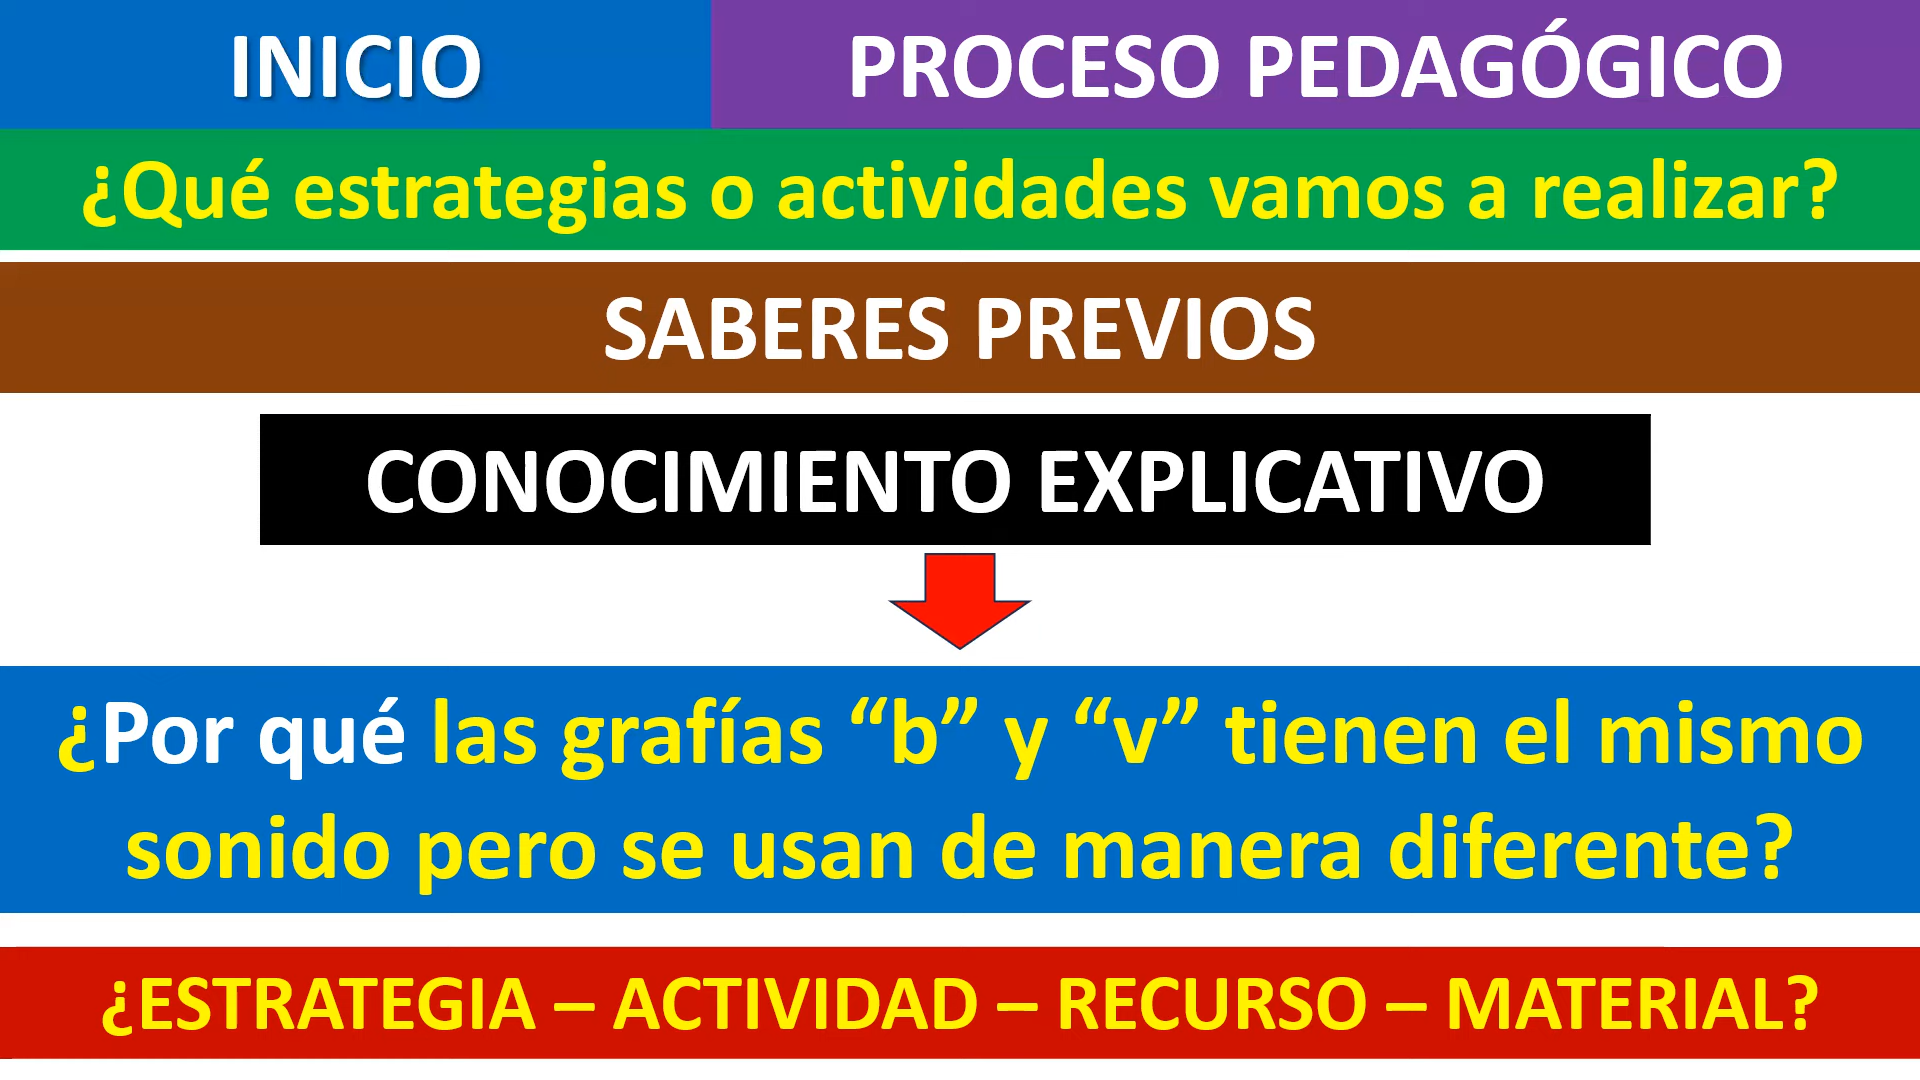 INICIO
PROCESO PEDAGÓGICO
¿Qué estrategias o actividades vamos a realizar?
SABERES PREVIOS
CONOCIMIENTO EXPLICATIVO
¿Por qué las grafías “b” y “v” tienen el mismo
sonido pero se usan de manera diferente?
¿ESTRATEGIA – ACTIVIDAD – RECURSO – MATERIAL?